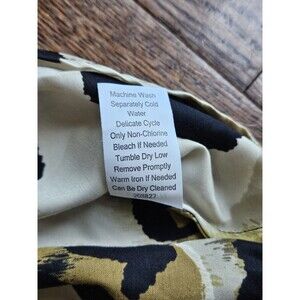 Machine Wash
Separately Cold
Water
Delicate Cycle
Only Non-Chlorine
Bleach If Needed
Tumble Dry Low
Remove Promptly
Warm Iron If Needed
Can Be Dry Cleaned